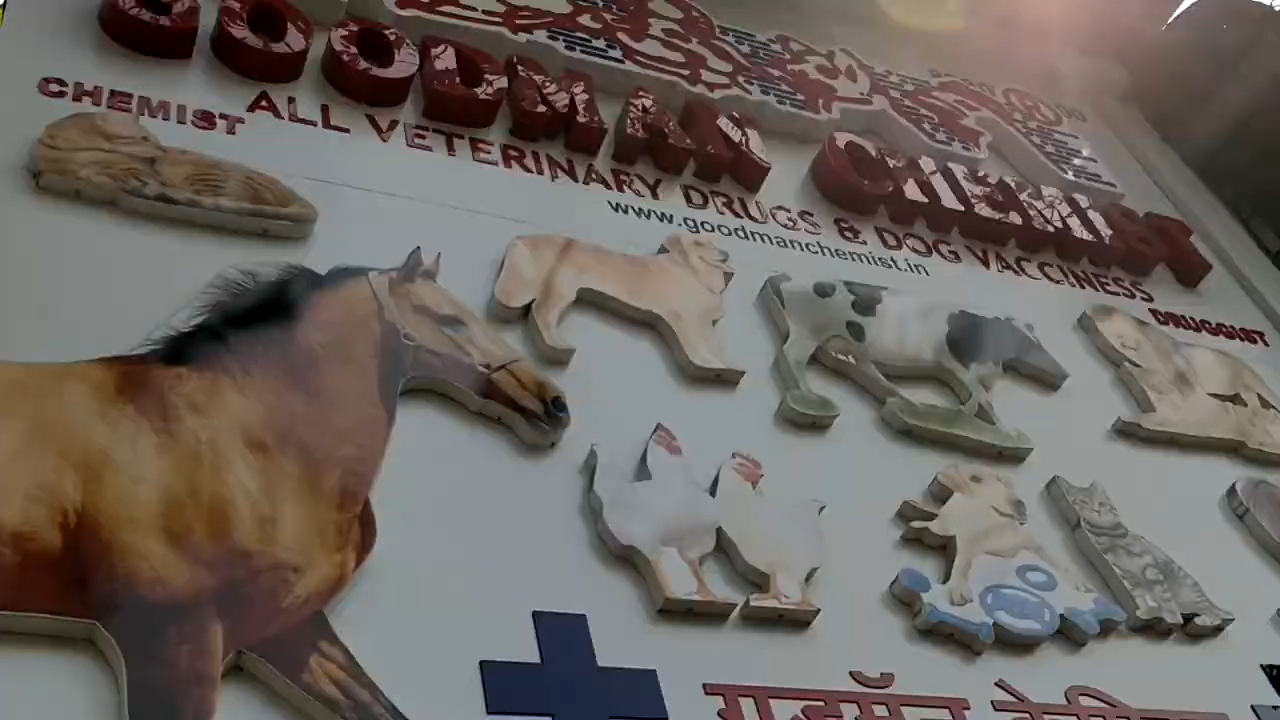 GOODMAN CHEMIST
CHEMIST
ALL VETERINARY DRUGS & DOG VACCINESS
www.goodmanchemist.in
DRUGGIST
गुडमॅन